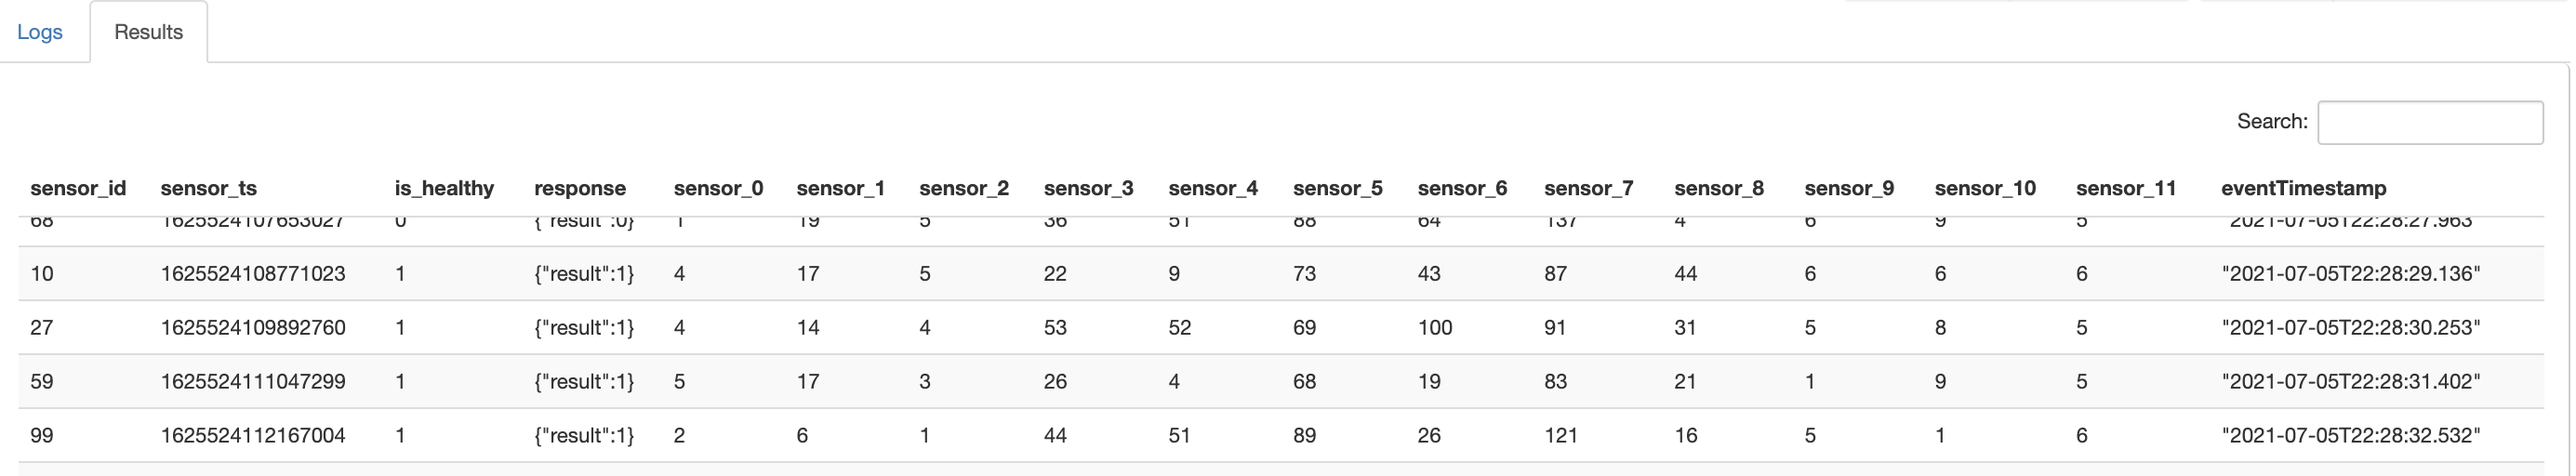 Logs Results
Search:
sensor_id sensor_ts is_healthy response sensor_0 sensor_1 sensor_2 sensor_3 sensor_4 sensor_5 sensor_6 sensor_7 sensor_8 sensor_9 sensor_10 sensor_11 eventTimestamp
68 1625524107653027 0 {"result":0} 1 19 5 36 51 88 64 137 4 6 9 5 "2021-07-05T22:28:27.963"
10 1625524108771023 1 {"result":1} 4 17 5 22 9 73 43 87 44 6 6 6 "2021-07-05T22:28:29.136"
27 1625524109892760 1 {"result":1} 4 14 4 53 52 69 100 91 31 5 8 5 "2021-07-05T22:28:30.253"
59 1625524111047299 1 {"result":1} 5 17 3 26 4 68 19 83 21 1 9 5 "2021-07-05T22:28:31.402"
99 1625524112167004 1 {"result":1} 2 6 1 44 51 89 26 121 16 5 1 6 "2021-07-05T22:28:32.532"